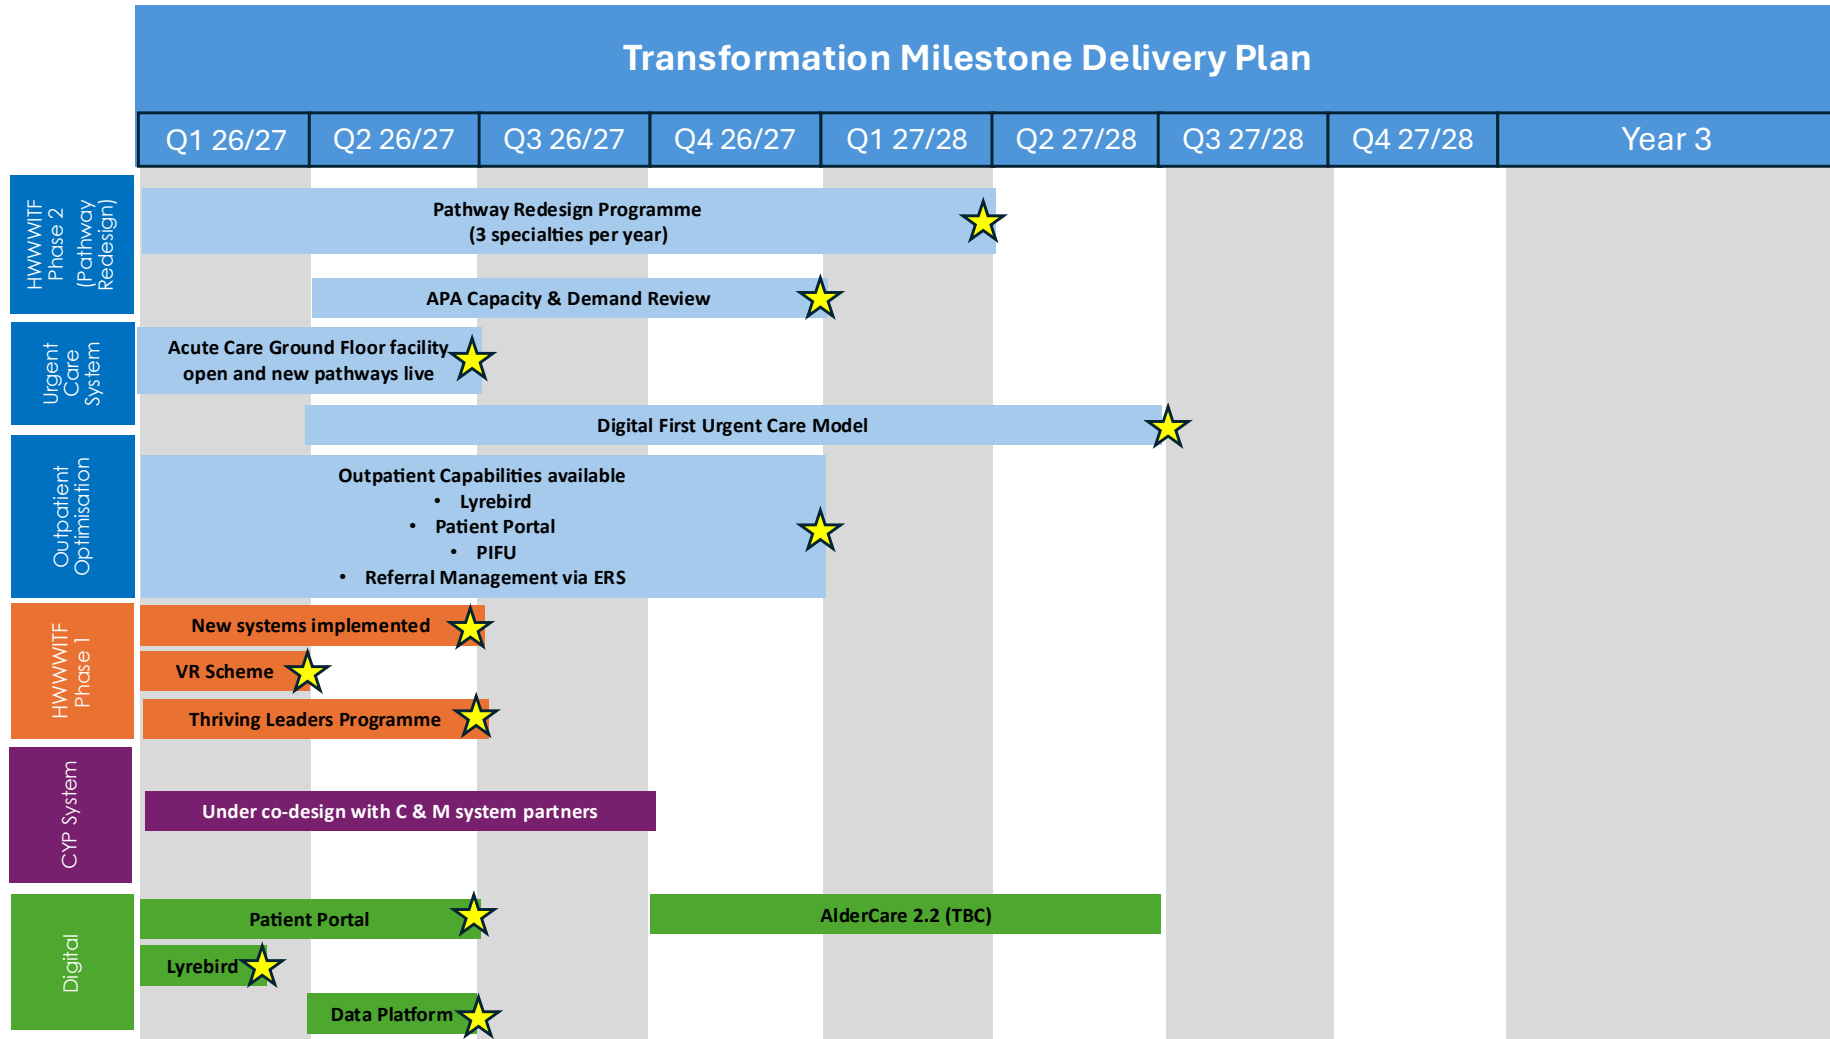 Transformation Milestone Delivery Plan
Q1 26/27
Q2 26/27
Q3 26/27
Q4 26/27
Q1 27/28
Q2 27/28
Q3 27/28
Q4 27/28
Year 3
HWWWITF
Phase 2
(Pathway
Redesign)
Pathway Redesign Programme
(3 specialties per year)
APA Capacity & Demand Review
Urgent
Care
System
Acute Care Ground Floor facility
open and new pathways live
Digital First Urgent Care Model
Outpatient
Optimisation
Outpatient Capabilities available
• Lyrebird
• Patient Portal
• PIFU
• Referral Management via ERS
HWWWITF
Phase 1
New systems implemented
VR Scheme
Thriving Leaders Programme
CYP System
Under co-design with C & M system partners
Digital
Patient Portal
AlderCare 2.2 (TBC)
Lyrebird
Data Platform